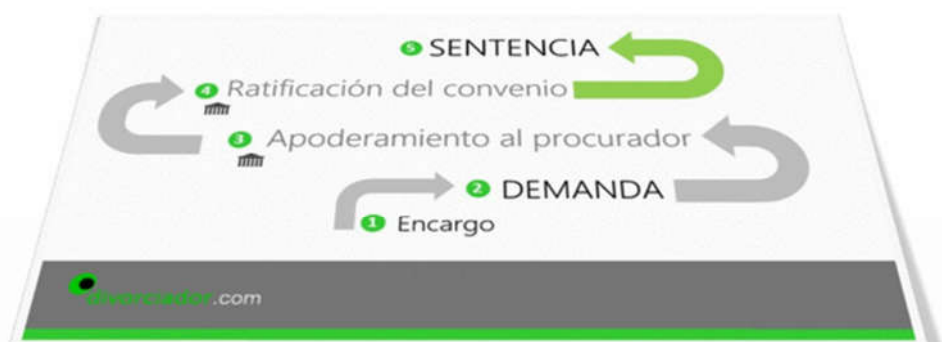 5 SENTENCIA
4 Ratificación del convenio
3 Apoderamiento al procurador
2 DEMANDA
1 Encargo
divorciador.com